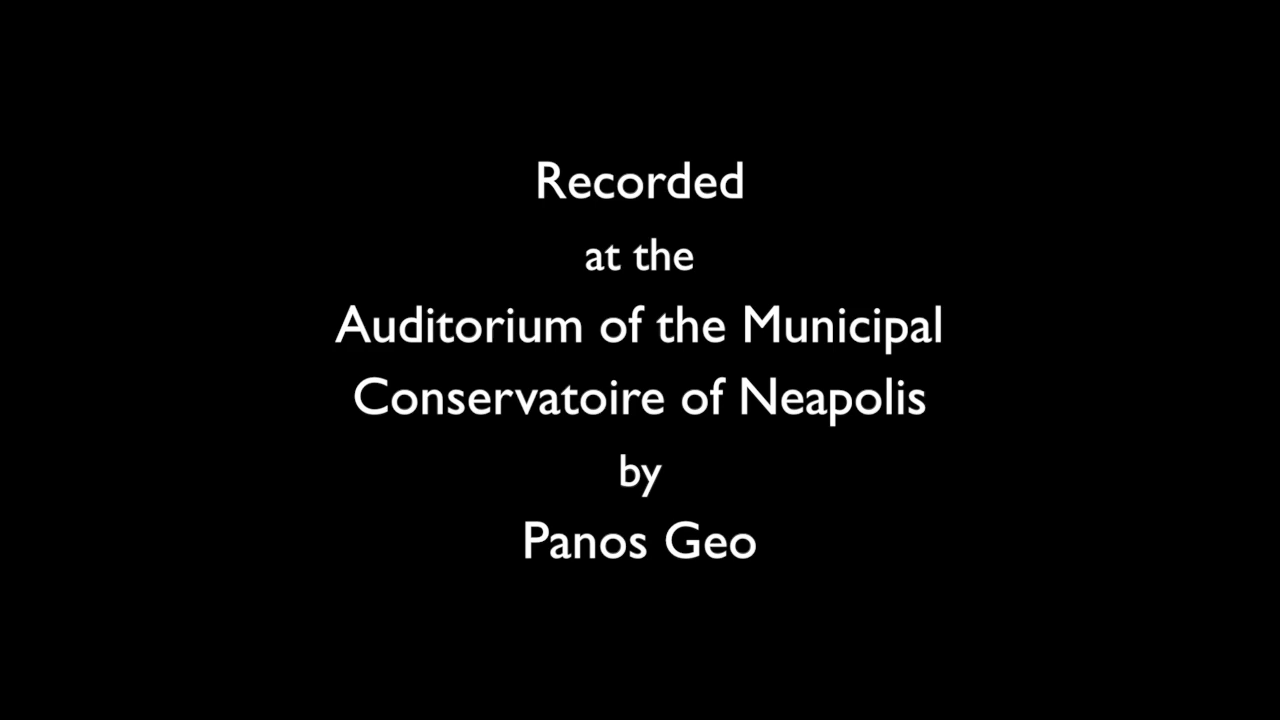 Recorded
at the
Auditorium of the Municipal
Conservatoire of Neapolis
by
Panos Geo